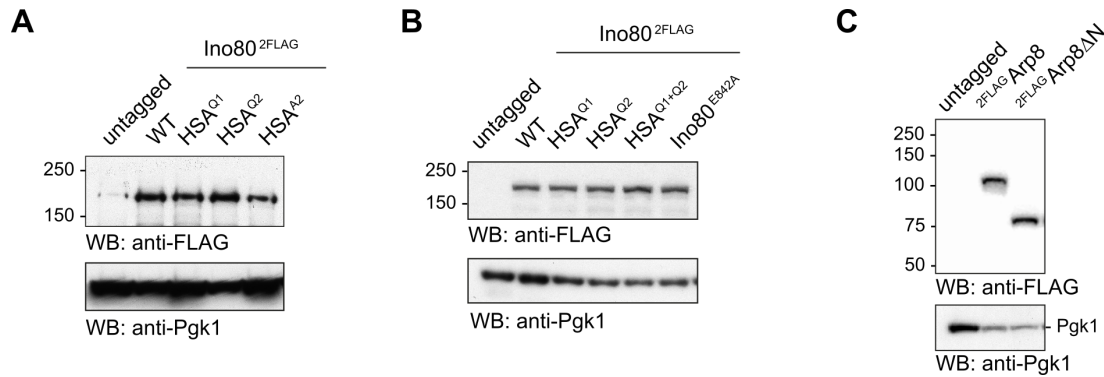 A
Ino80 2FLAG
untagged
WT
HSA Q1
HSA Q2
HSA A2
250
150
WB: anti-FLAG
WB: anti-Pgk1
B
Ino80 2FLAG
untagged
WT
HSA Q1
HSA Q2
HSA Q1+Q2
Ino80 E842A
250
150
WB: anti-FLAG
WB: anti-Pgk1
C
untagged
2FLAG Arp8
2FLAG Arp8ΔN
250
150
100
75
50
WB: anti-FLAG
- Pgk1
WB: anti-Pgk1